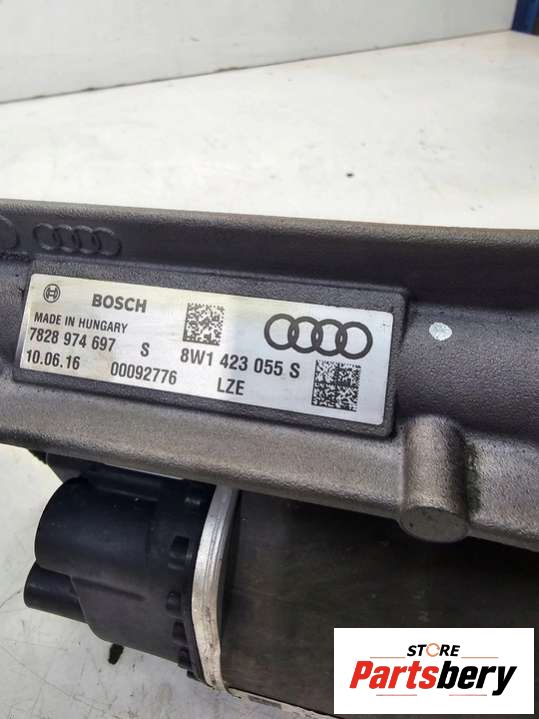 BOSCH
MADE IN HUNGARY
7828 974 697 S 8W1 423 055 S
10.06.16 00092776 LZE
STORE
Partsbery